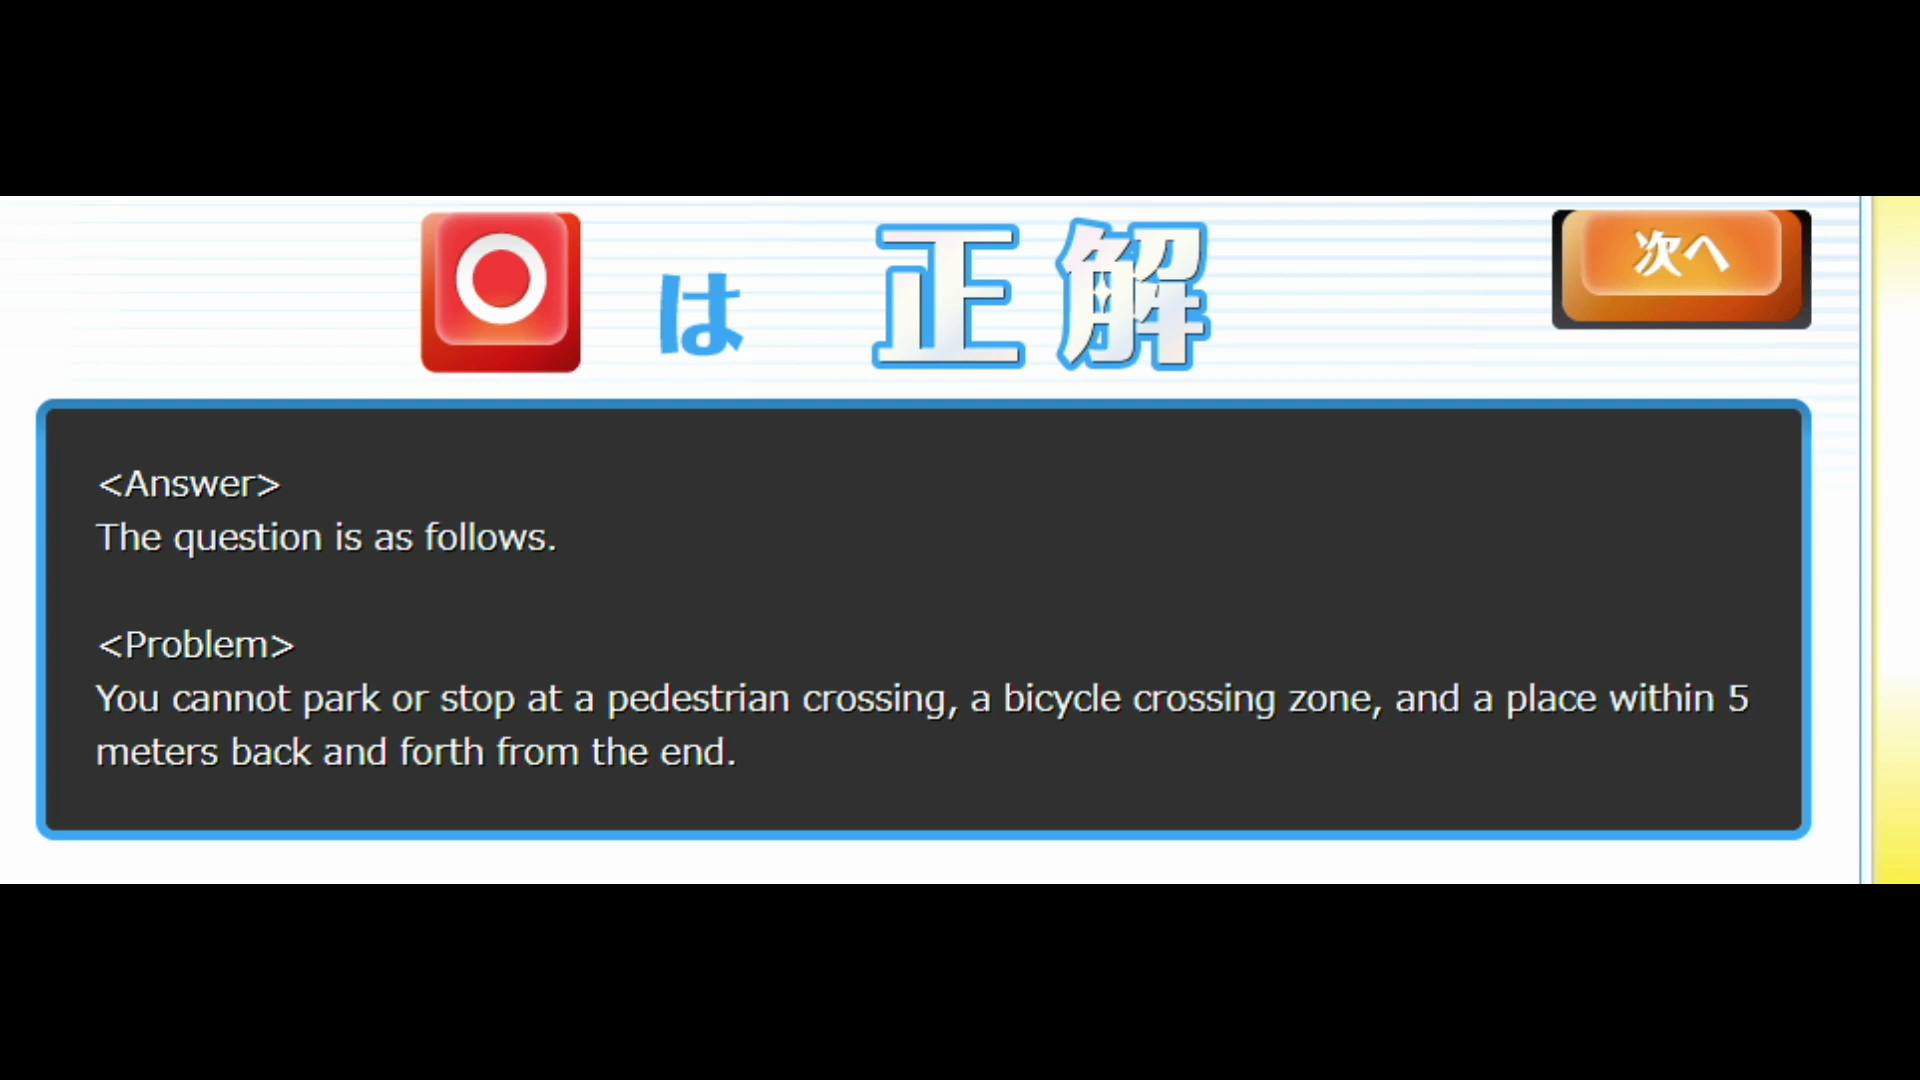 は 正解
次へ
<Answer>
The question is as follows.
<Problem>
You cannot park or stop at a pedestrian crossing, a bicycle crossing zone, and a place within 5
meters back and forth from the end.